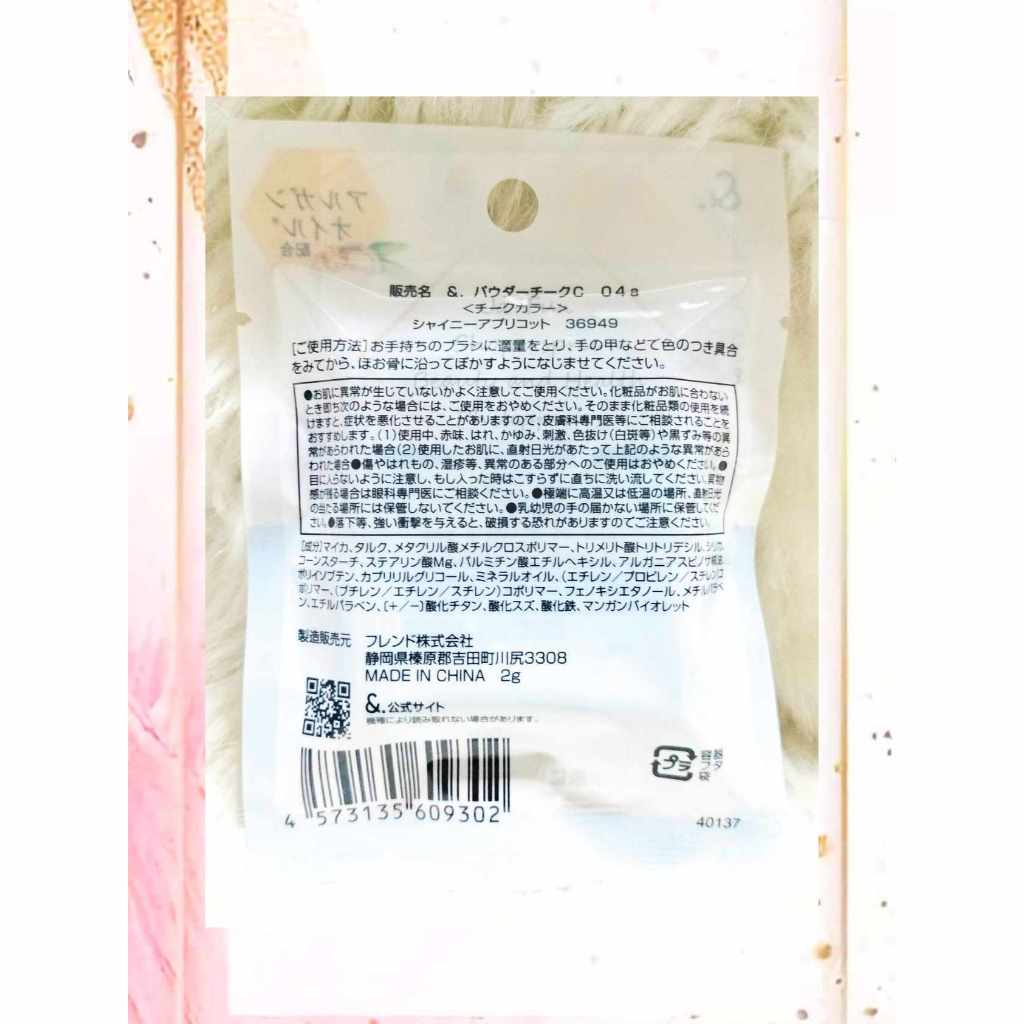 アルガン
オイル*
配合
&.
販売名 &. パウダーチークC 04a
<チークカラー>
シャイニーアプリコット 36949
[ご使用方法]お手持ちのブラシに適量をとり、手の甲などで色のつき具合
をみてから、ほお骨に沿ってぼかすようになじませてください。
Beauty and Health
●お肌に異常が生じていないかよく注意してご使用ください。化粧品がお肌に合わない
とき即ち次のような場合には、ご使用をおやめください。そのまま化粧品類の使用を続
けますと、症状を悪化させることがありますので、皮膚科専門医等にご相談されることを
おすすめします。(1)使用中、赤味、はれ、かゆみ、刺激、色抜け(白斑等)や黒ずみ等の異
常があらわれた場合(2)使用したお肌に、直射日光があたって上記のような異常があら
われた場合●傷やはれもの、湿疹等、異常のある部分へのご使用はおやめください。●
目に入らないように注意し、もし入った時はこすらずに直ちに洗い流してください。異物
感が残る場合は眼科専門医にご相談ください。●極端に高温又は低温の場所、直射日光
の当たる場所には保管しないでください。●乳幼児の手の届かない場所に保管してくだ
さい。●落下等、強い衝撃を与えると、破損する恐れがありますのでご注意ください。
[成分]マイカ、タルク、メタクリル酸メチルクロスポリマー、トリメリト酸トリトリデシル、シリカ、
コーンスターチ、ステアリン酸Mg、パルミチン酸エチルヘキシル、アルガニアスピノサ核油、
ポリイソブテン、カプリリルグリコール、ミネラルオイル、(エチレン/プロピレン/スチレン)コ
ポリマー、(ブチレン/エチレン/スチレン)コポリマー、フェノキシエタノール、メチルパラベ
ン、エチルパラベン、[+/-]酸化チタン、酸化スズ、酸化鉄、マンガンバイオレット
製造販売元 フレンド株式会社
静岡県榛原郡吉田町川尻3308
MADE IN CHINA 2g
&.公式サイト
機種により読み取れない場合があります。
プラ
4 573135 609302
40137